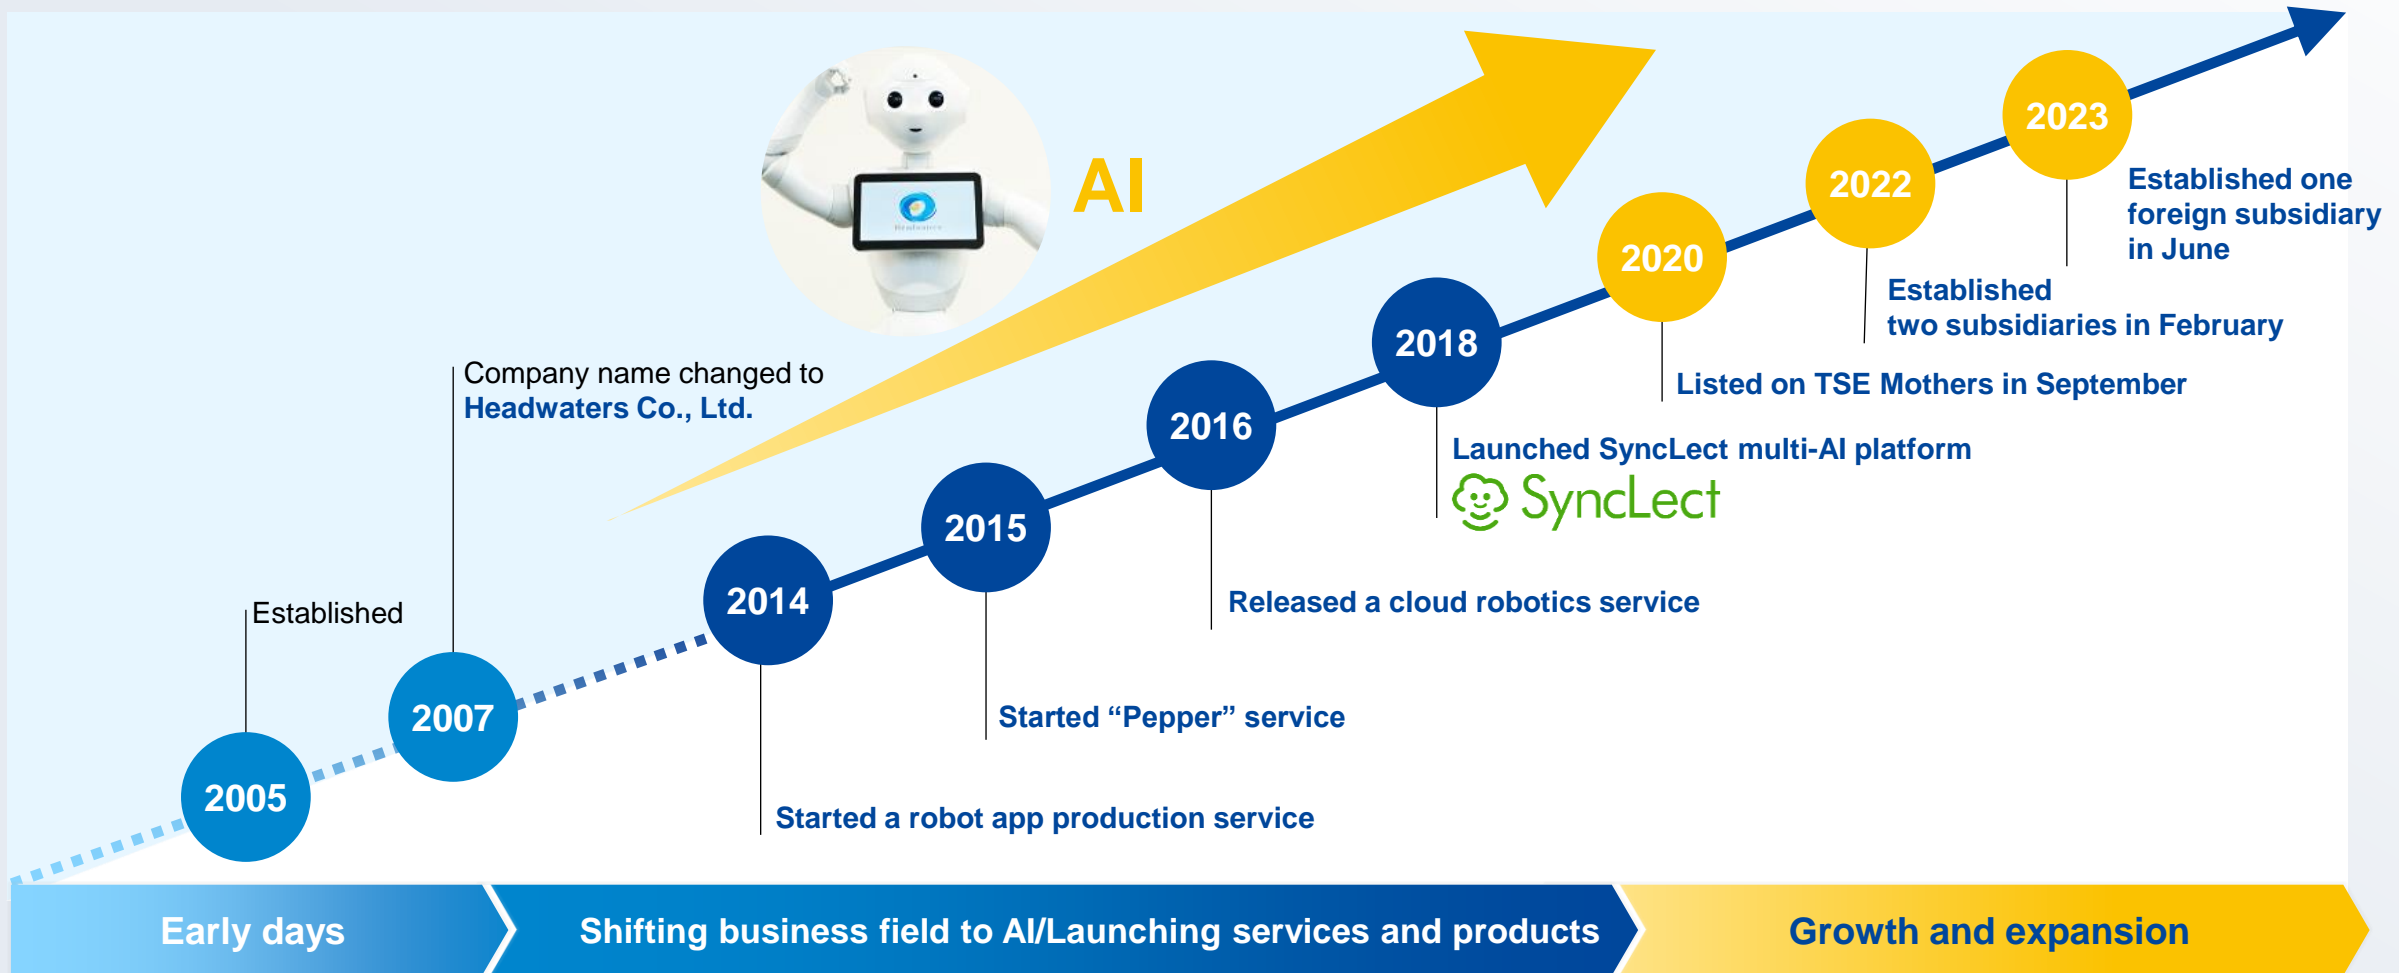 2023
AI
Established one
foreign subsidiary
in June
2022
2020
Established
two subsidiaries in February
2018
Company name changed to
Headwaters Co., Ltd.
Listed on TSE Mothers in September
2016
Launched SyncLect multi-AI platform
SyncLect
2015
2014
Released a cloud robotics service
Established
2007
Started “Pepper” service
2005
Started a robot app production service
Early days
Shifting business field to AI/Launching services and products
Growth and expansion